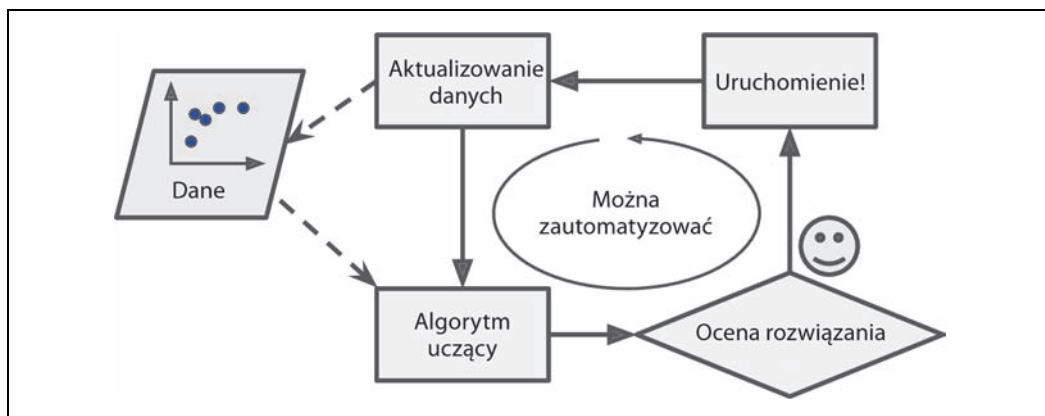 Aktualizowanie
danych
Uruchomienie!
Dane
Można
zautomatyzować
Algorytm
uczący
Ocena rozwiązania